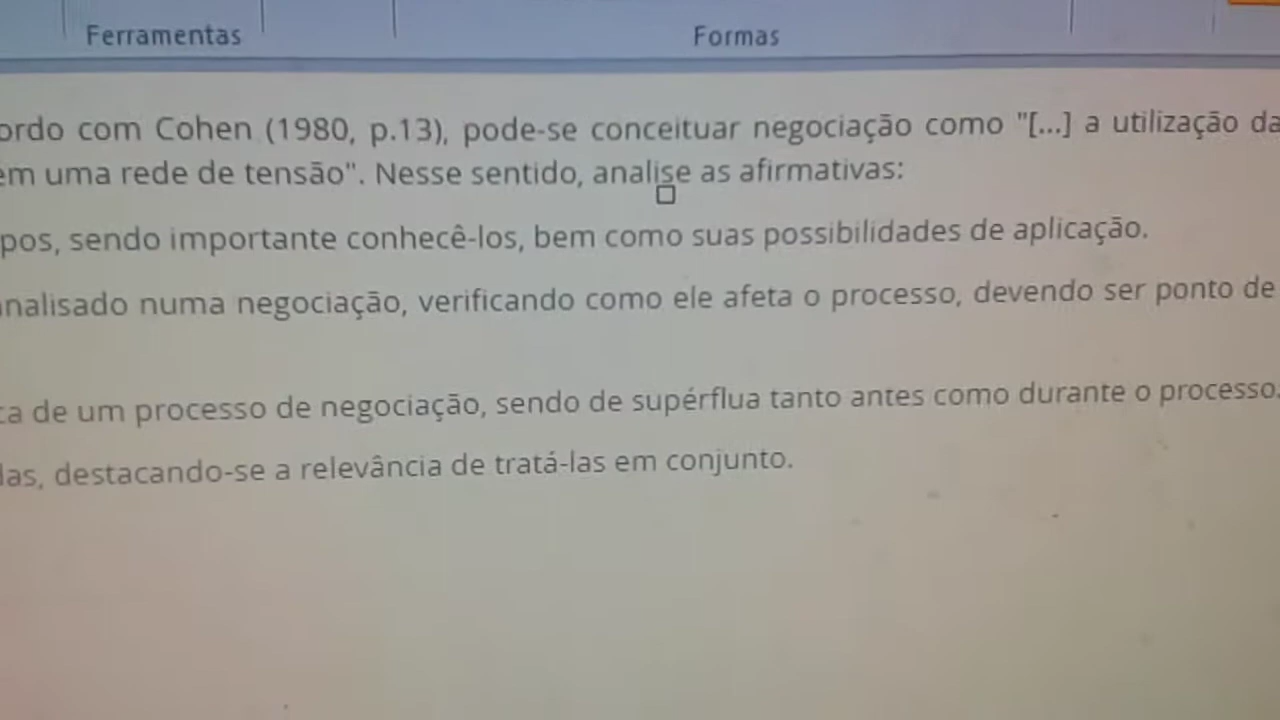 Ferramentas
Formas
ordo com Cohen (1980, p.13), pode-se conceituar negociação como "[...] a utilização da
em uma rede de tensão". Nesse sentido, analise as afirmativas:
pos, sendo importante conhecê-los, bem como suas possibilidades de aplicação.
analisado numa negociação, verificando como ele afeta o processo, devendo ser ponto de
ca de um processo de negociação, sendo de supérflua tanto antes como durante o processo.
las, destacando-se a relevância de tratá-las em conjunto.